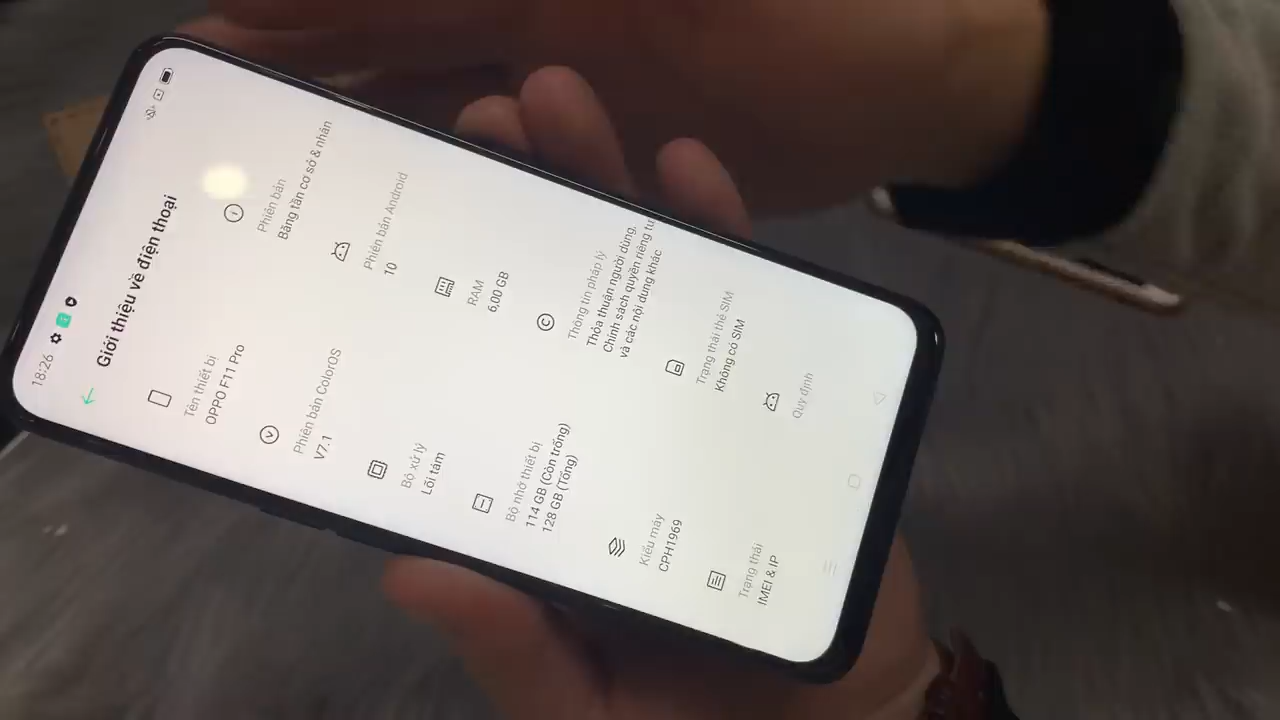 18:26
Giới thiệu về điện thoại
Tên thiết bị
OPPO F11 Pro
Phiên bản
Băng tần cơ sở & nhân
Phiên bản ColorOS
V7.1
Phiên bản Android
10
Bộ xử lý
Lõi tám
RAM
6,00 GB
Bộ nhớ thiết bị
114 GB (Còn trống)
128 GB (Tổng)
Thông tin pháp lý
Thỏa thuận người dùng,
Chính sách quyền riêng tư
và các nội dung khác
Kiểu máy
CPH1969
Trạng thái thẻ SIM
Không có SIM
Trạng thái
IMEI & IP
Quy định